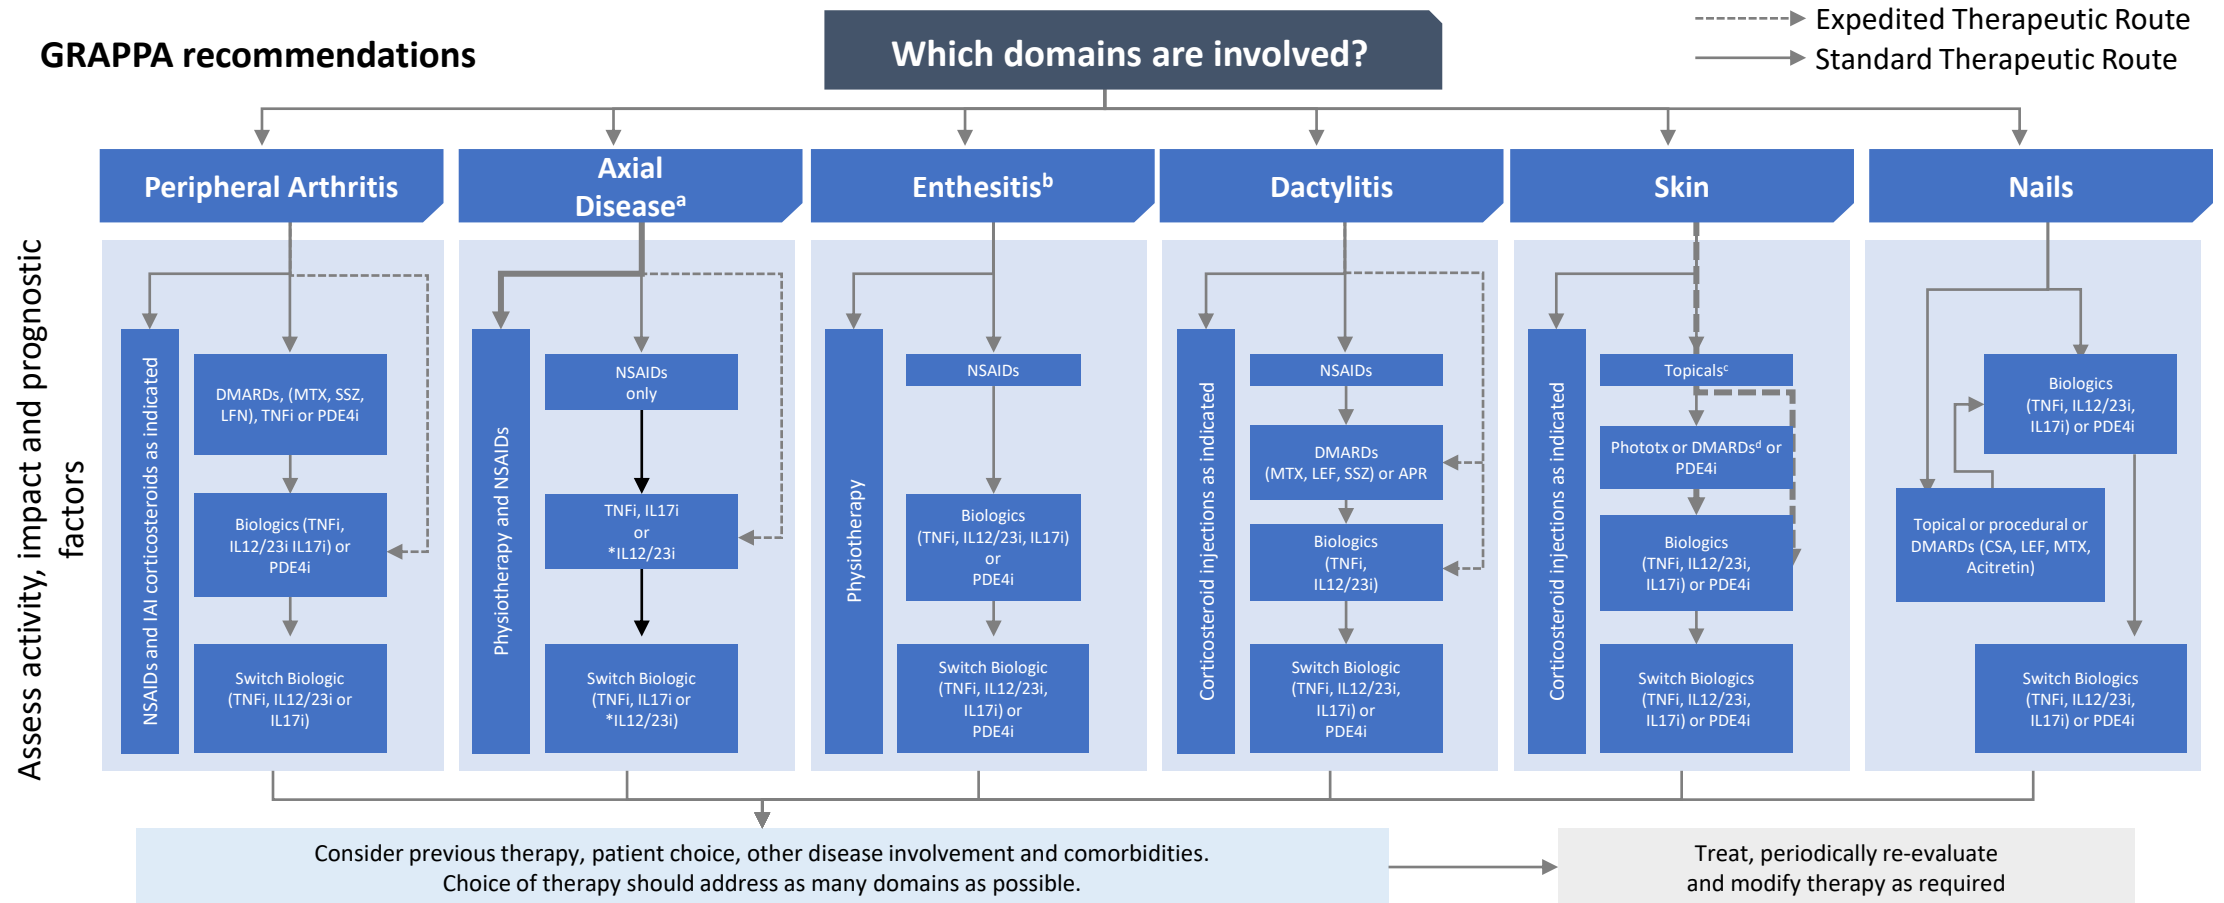 GRAPPA recommendations
Which domains are involved?
Expedited Therapeutic Route
Standard Therapeutic Route
Assess activity, impact and prognostic
factors
Peripheral Arthritis
NSAIDs and IAI corticosteroids as indicated
DMARDs, (MTX, SSZ,
LFN), TNFi or PDE4i
Biologics (TNFi,
IL12/23i IL17i) or
PDE4i
Switch Biologic
(TNFi, IL12/23i or
IL17i)
Axial
Diseaseᵃ
Physiotherapy and NSAIDs
NSAIDs
only
TNFi, IL17i
or
*IL12/23i
Switch Biologic
(TNFi, IL17i or
*IL12/23i)
Enthesitisᵇ
Physiotherapy
NSAIDs
Biologics
(TNFi, IL12/23i, IL17i)
or
PDE4i
Switch Biologic
(TNFi, IL12/23i,
IL17i) or
PDE4i
Dactylitis
Corticosteroid injections as indicated
NSAIDs
DMARDs
(MTX, LEF, SSZ) or APR
Biologics
(TNFi,
IL12/23i)
Switch Biologic
(TNFi, IL12/23i,
IL17i) or
PDE4i
Skin
Corticosteroid injections as indicated
Topicalsᶜ
Phototx or DMARDsᵈ or
PDE4i
Biologics
(TNFi, IL12/23i,
IL17i) or PDE4i
Switch Biologics
(TNFi, IL12/23i,
IL17i) or PDE4i
Nails
Biologics
(TNFi, IL12/23i,
IL17i) or PDE4i
Topical or procedural or
DMARDs (CSA, LEF, MTX,
Acitretin)
Switch Biologics
(TNFi, IL12/23i,
IL17i) or PDE4i
Consider previous therapy, patient choice, other disease involvement and comorbidities.
Choice of therapy should address as many domains as possible.
Treat, periodically re-evaluate
and modify therapy as required